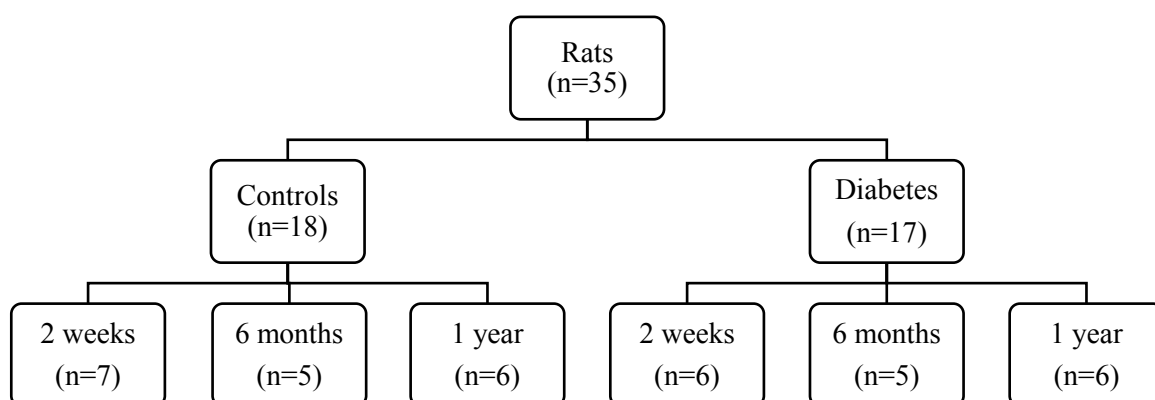 Rats
(n=35)
Controls
(n=18)
Diabetes
(n=17)
2 weeks
(n=7)
6 months
(n=5)
1 year
(n=6)
2 weeks
(n=6)
6 months
(n=5)
1 year
(n=6)